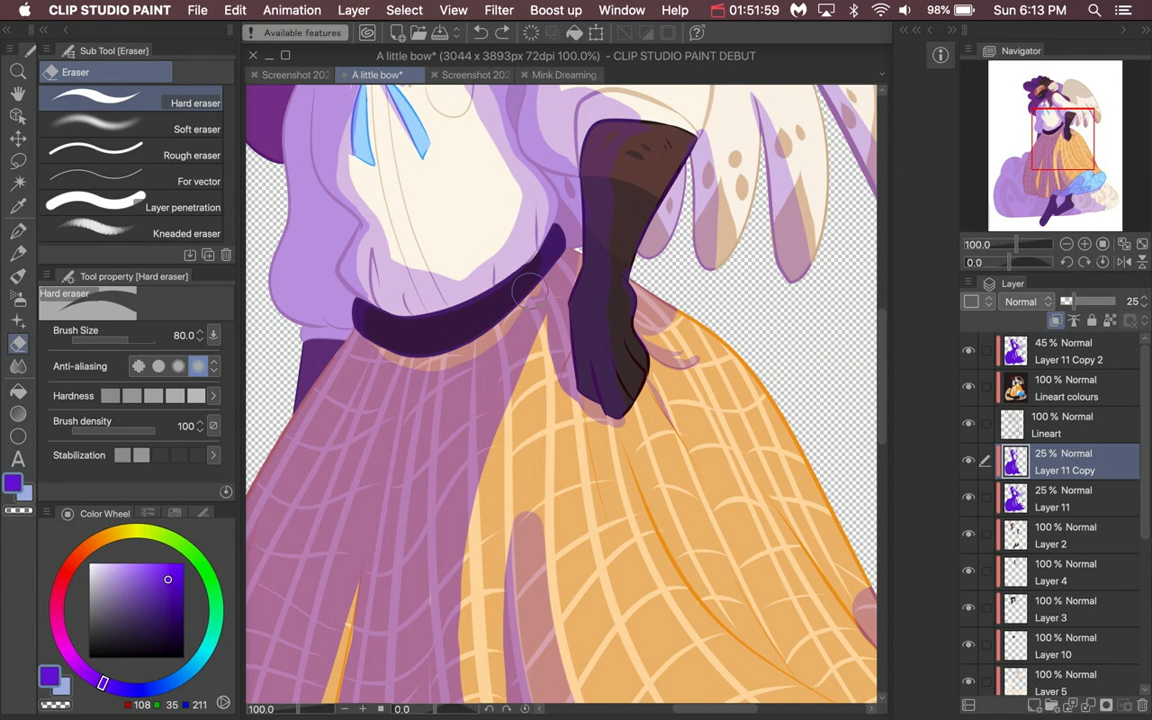 CLIP STUDIO PAINT File Edit Animation Layer Select View Filter Boost up Window Help 01:51:59 98% Sun 6:13 PM
! Available features
Sub Tool [Eraser]
Eraser
Hard eraser
Soft eraser
Rough eraser
For vector
Layer penetration
Kneaded eraser
Tool property [Hard eraser]
Hard eraser
Brush Size 80.0
Anti-aliasing
Hardness
Brush density 100
Stabilization
Color Wheel
108 35 211
A little bow* (3044 x 3893px 72dpi 100.0%) - CLIP STUDIO PAINT DEBUT
Screenshot 202 A little bow* Screenshot 202 Mink Dreaming
100.0 0.0
Navigator
100.0
0.0
Layer
Normal 25
45 % Normal
Layer 11 Copy 2
100 % Normal
Lineart colours
100 % Normal
Lineart
25 % Normal
Layer 11 Copy
25 % Normal
Layer 11
100 % Normal
Layer 2
100 % Normal
Layer 4
100 % Normal
Layer 3
100 % Normal
Layer 10
100 % Normal
Layer 5